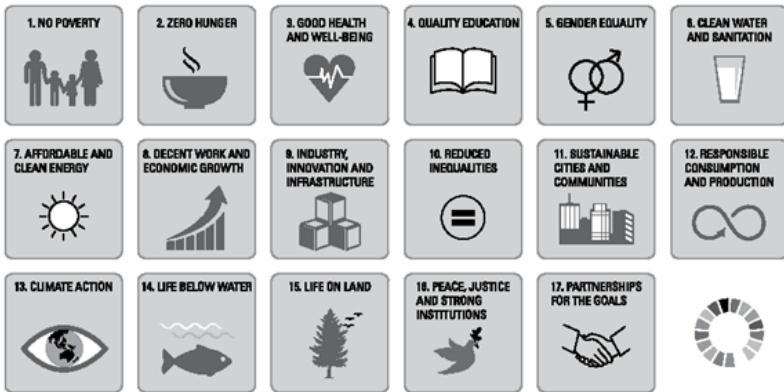 1. NO POVERTY
2. ZERO HUNGER
3. GOOD HEALTH
AND WELL-BEING
4. QUALITY EDUCATION
5. GENDER EQUALITY
6. CLEAN WATER
AND SANITATION
7. AFFORDABLE AND
CLEAN ENERGY
8. DECENT WORK AND
ECONOMIC GROWTH
9. INDUSTRY,
INNOVATION AND
INFRASTRUCTURE
10. REDUCED
INEQUALITIES
11. SUSTAINABLE
CITIES AND
COMMUNITIES
12. RESPONSIBLE
CONSUMPTION
AND PRODUCTION
13. CLIMATE ACTION
14. LIFE BELOW WATER
15. LIFE ON LAND
16. PEACE, JUSTICE
AND STRONG
INSTITUTIONS
17. PARTNERSHIPS
FOR THE GOALS